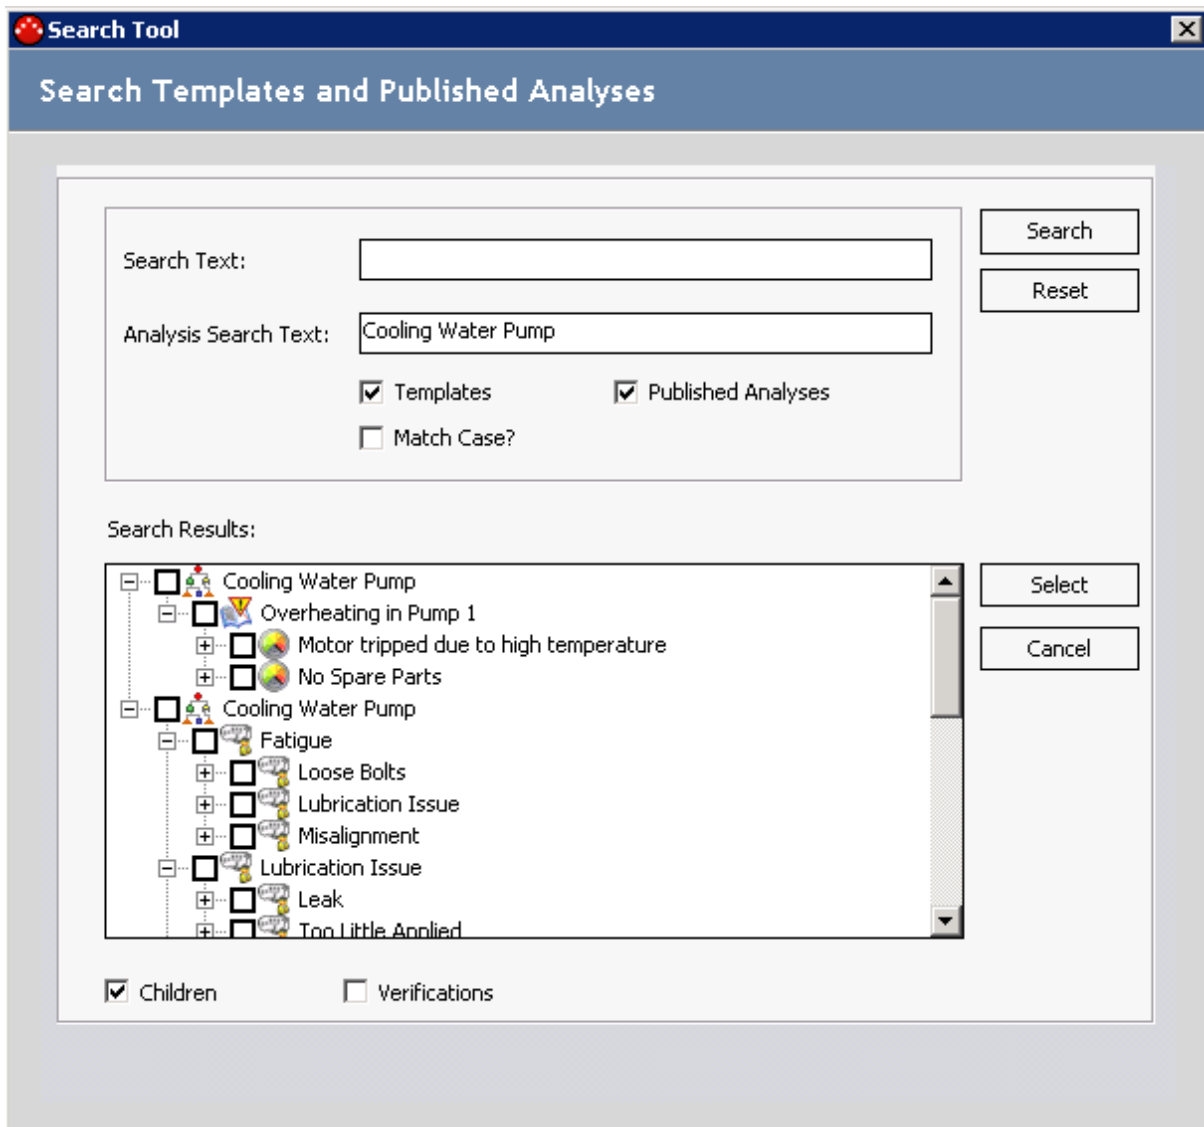 Search Tool
Search Templates and Published Analyses
Search Text:
Search
Reset
Analysis Search Text: Cooling Water Pump
Templates Published Analyses
Match Case?
Search Results:
Cooling Water Pump
Overheating in Pump 1
Motor tripped due to high temperature
No Spare Parts
Cooling Water Pump
Fatigue
Loose Bolts
Lubrication Issue
Misalignment
Lubrication Issue
Leak
Too Little Applied
Select
Cancel
Children Verifications